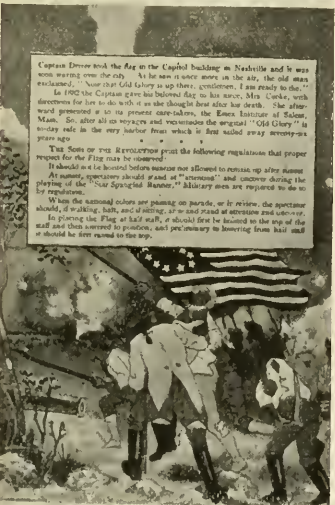 Captain Driver took the flag to the Capitol building in Nashville and it was
soon waving over the city. As he saw it once more in the air, the old man
exclaimed, "Now that Old Glory is up there, gentlemen, I am ready to die."
In 1902 the Captain gave his beloved flag to his niece, Mrs. Cooke, with
directions for her to do with it as she thought best after his death. She after-
ward presented it to its present care-takers, the Essex Institute of Salem,
Mass. So, after all its voyages and vicissitudes the original "Old Glory" is
to-day safe in the very harbor from which it first sailed away seventy-six
years ago.
THE SONS OF THE REVOLUTION print the following regulations that proper
respect for the Flag may be observed:
It should not be hoisted before sunrise nor allowed to remain up after sunset.
At sunset, spectators should stand at "attention" and uncover during the
playing of the "Star Spangled Banner." Military men are required to do so
by regulations.
When the national colors are passing on parade, or in review, the spectator
should, if walking, halt, and if sitting, arise and stand at attention and uncover.
In placing the Flag at half staff, it should first be hoisted to the top of the
staff and then lowered to position, and preliminary to lowering from half staff
it should be first raised to the top.